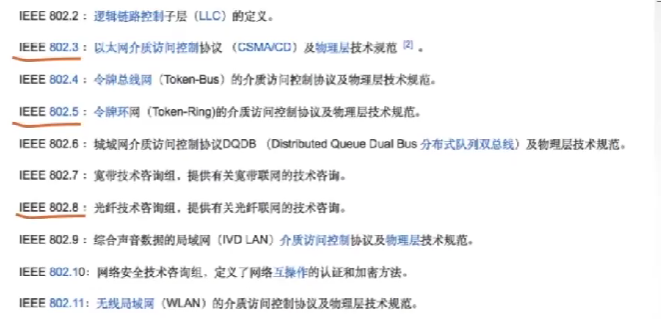 IEEE 802.2：逻辑链路控制子层（LLC）的定义。
IEEE 802.3：以太网介质访问控制协议 （CSMA/CD）及物理层技术规范 [2] 。
IEEE 802.4：令牌总线网（Token-Bus）的介质访问控制协议及物理层技术规范。
IEEE 802.5：令牌环网（Token-Ring)的介质访问控制协议及物理层技术规范。
IEEE 802.6：城域网介质访问控制协议DQDB （Distributed Queue Dual Bus 分布式队列双总线）及物理层技术规范。
IEEE 802.7：宽带技术咨询组，提供有关宽带联网的技术咨询。
IEEE 802.8：光纤技术咨询组，提供有关光纤联网的技术咨询。
IEEE 802.9：综合声音数据的局域网（IVD LAN）介质访问控制协议及物理层技术规范。
IEEE 802.10：网络安全技术咨询组，定义了网络互操作的认证和加密方法。
IEEE 802.11：无线局域网（WLAN）的介质访问控制协议及物理层技术规范。